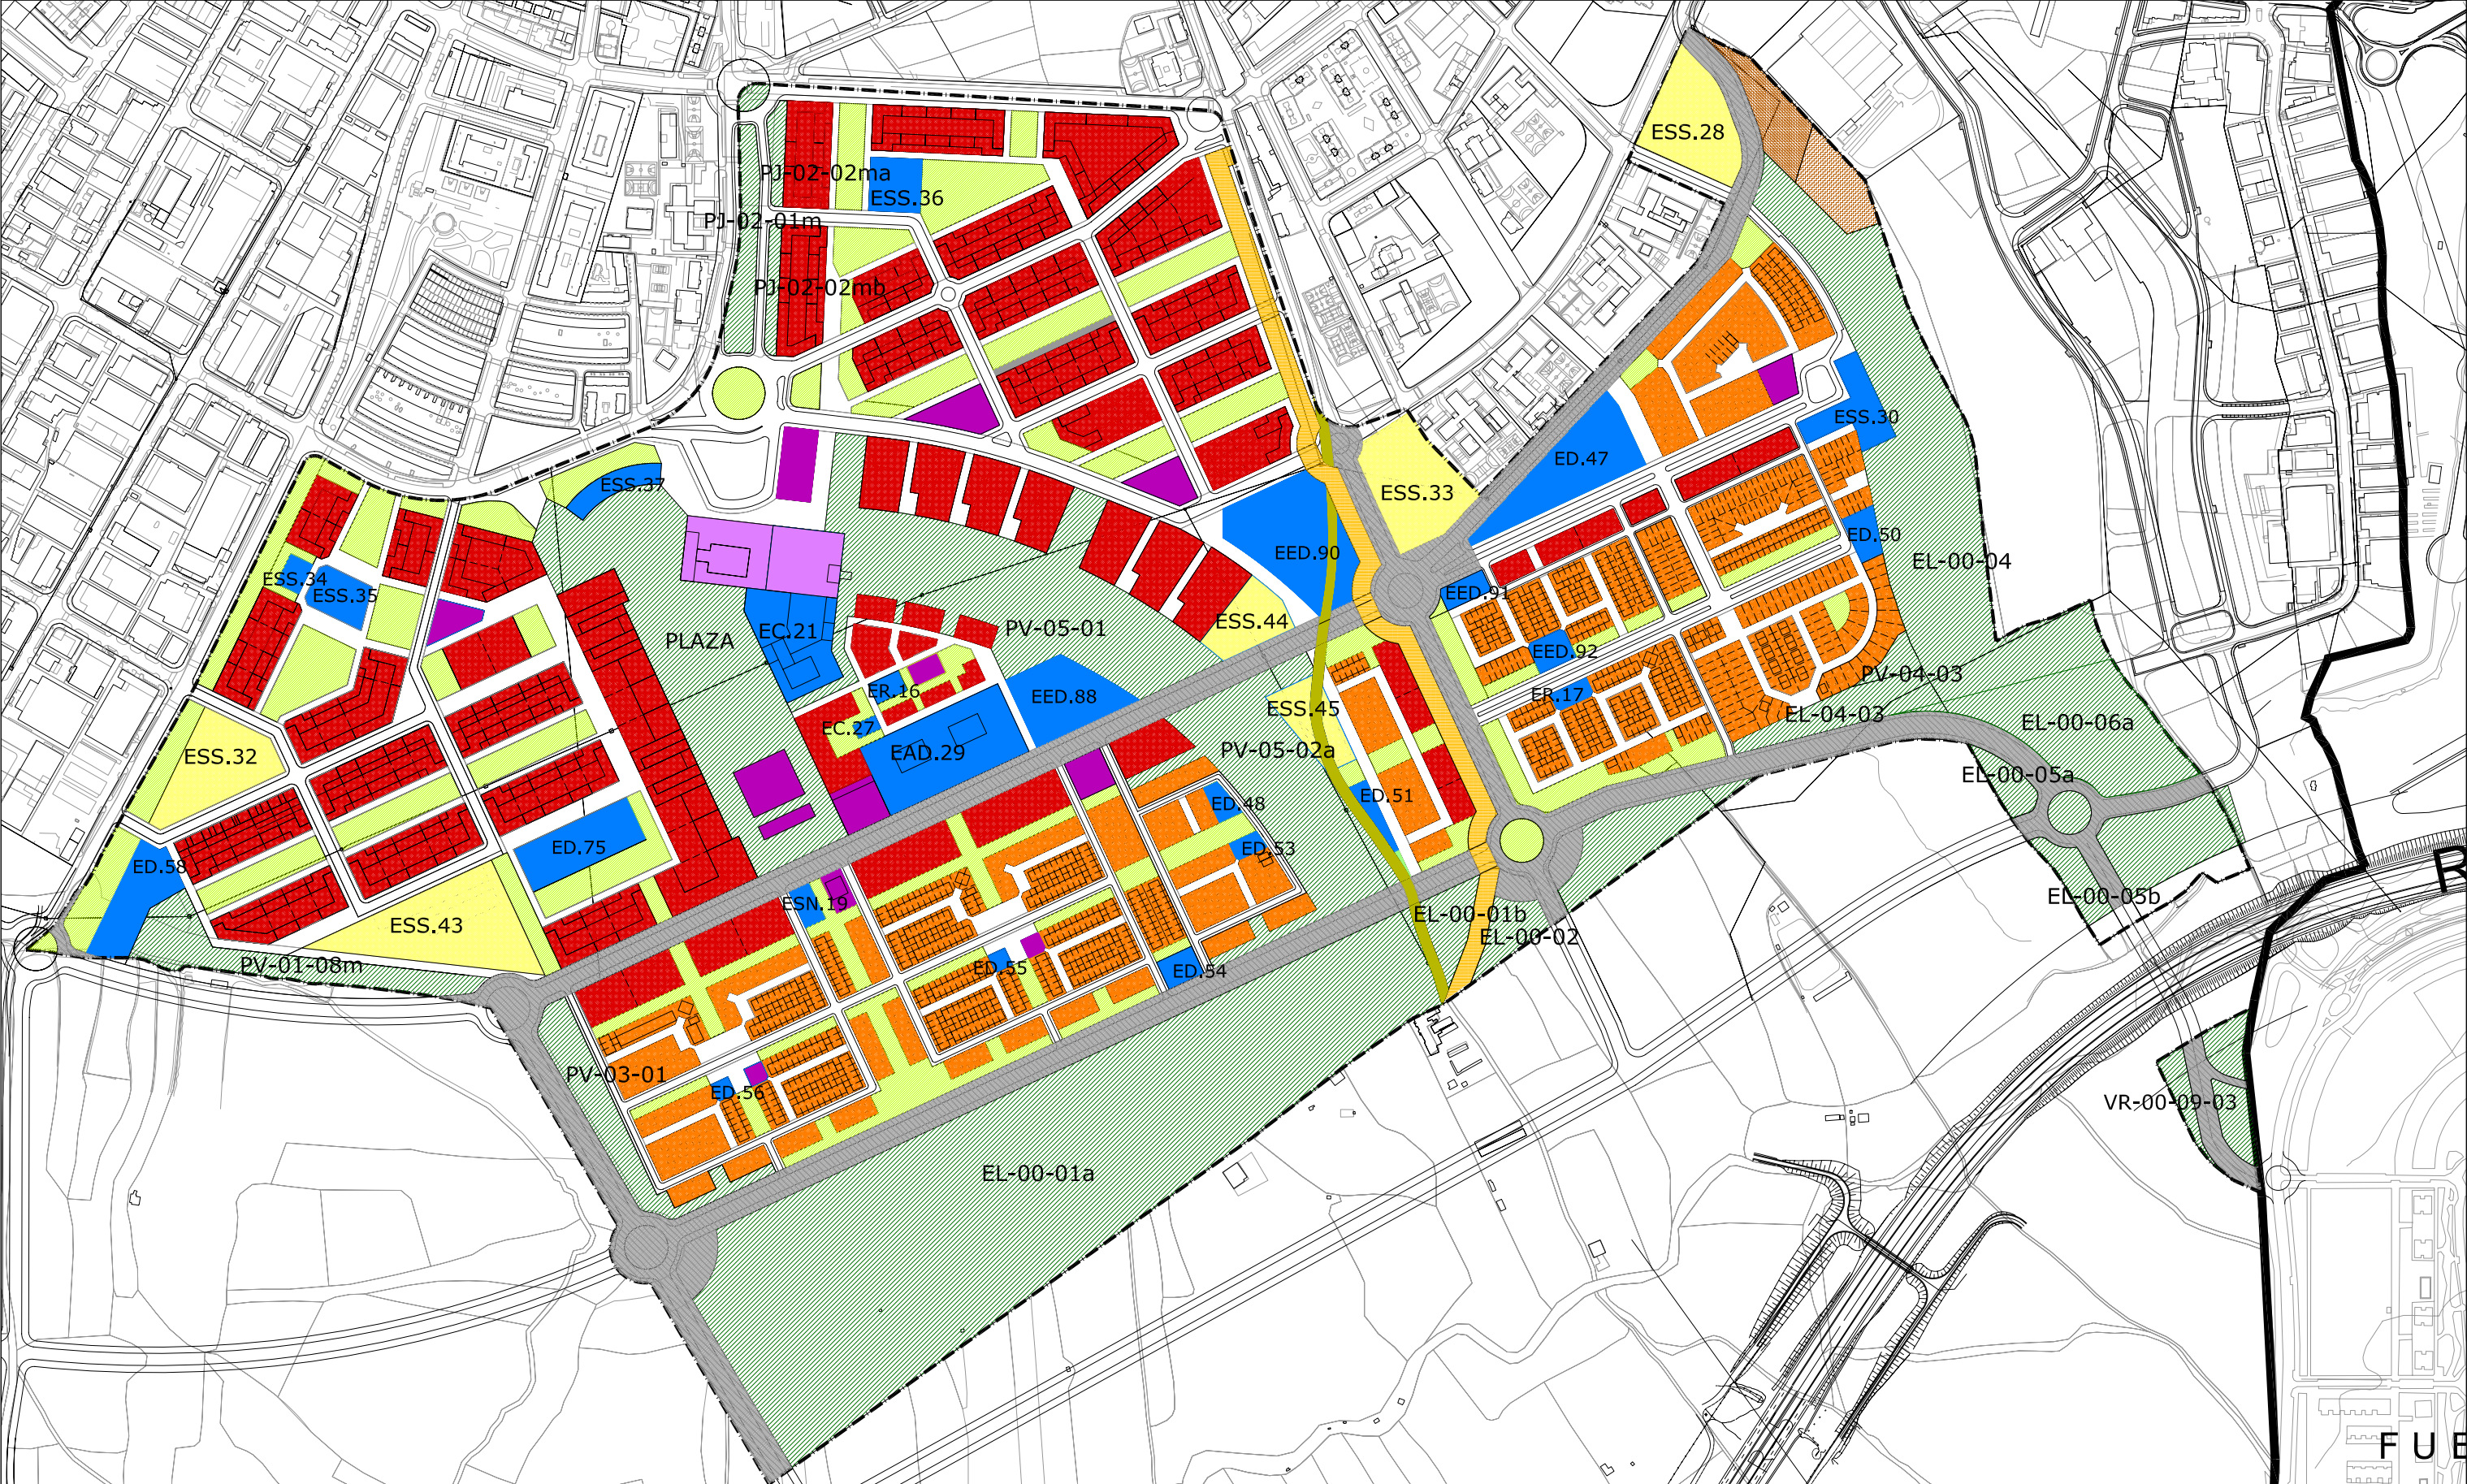 ESS.28
PJ-02-02ma
ESS.36
PJ-02-01m
PJ-02-02mb
ESS.30
ED.47
ESS.37
ESS.33
ED.50
EED.90
EL-00-04
ESS.34
ESS.35
EED.91
ESS.44
PV-05-01
EC.21
PLAZA
EED.92
PV-04-03
ER.16
ER.17
EED.88
ESS.45
EL-04-03
EL-00-06a
EC.27
EAD.29
PV-05-02a
ESS.32
EL-00-05a
ED.51
ED.48
ED.75
ED.53
ED.58
R
EL-00-05b
ESN.19
EL-00-01b
ESS.43
EL-00-02
PV-01-08m
ED.55
ED.54
PV-03-01
ED.56
VR-00-09-03
EL-00-01a
FUE